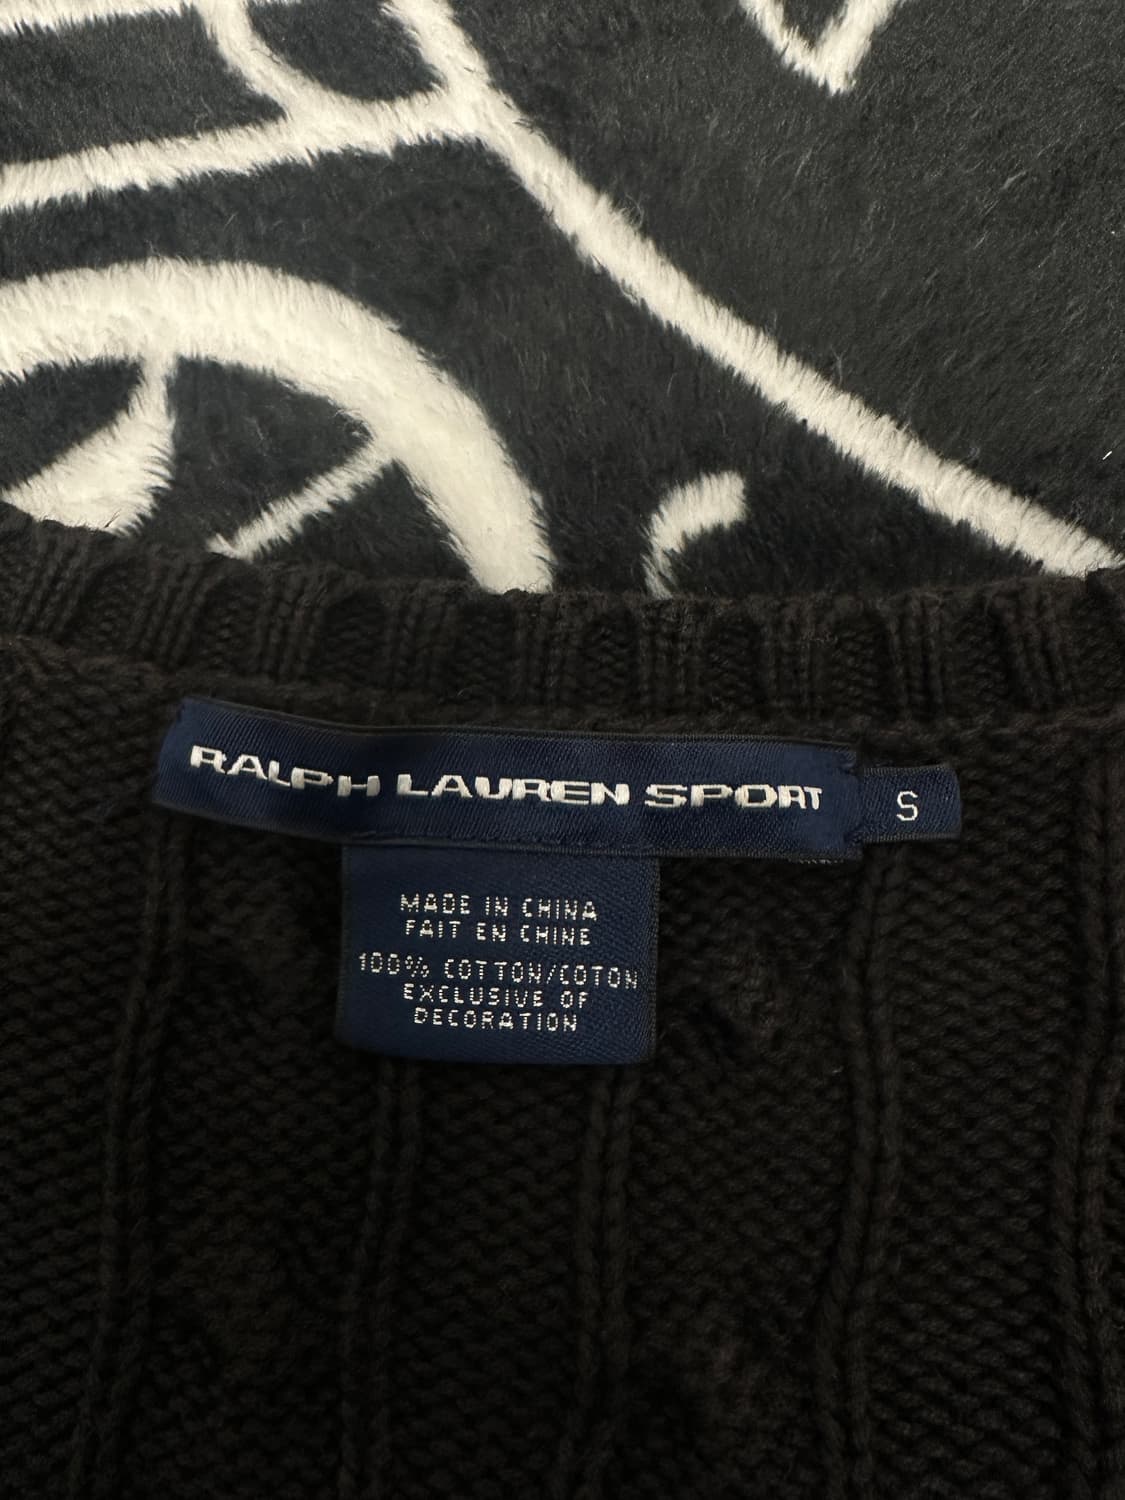 RALPH LAUREN SPORT
S
MADE IN CHINA
FAIT EN CHINE
100% COTTON/COTON
EXCLUSIVE OF
DECORATION